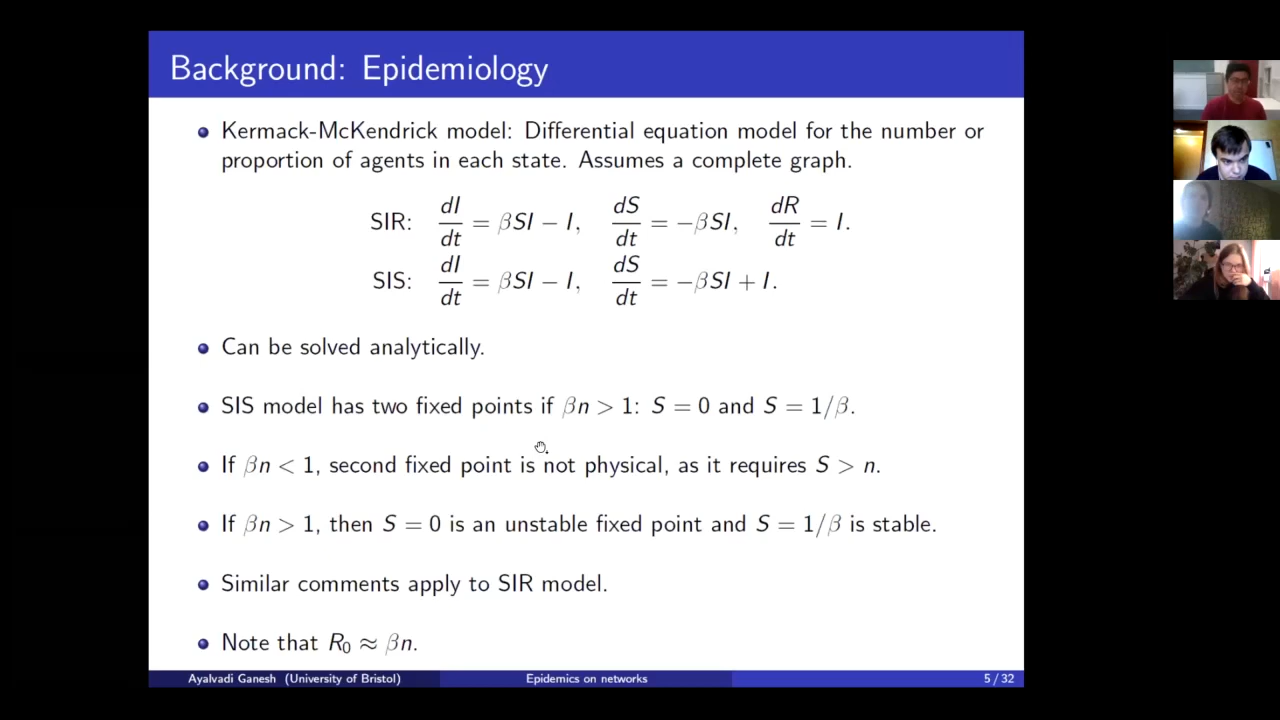 Background: Epidemiology
Kermack-McKendrick model: Differential equation model for the number or
proportion of agents in each state. Assumes a complete graph.
SIR: dI/dt = βSI − I, dS/dt = −βSI, dR/dt = I.
SIS: dI/dt = βSI − I, dS/dt = −βSI + I.
Can be solved analytically.
SIS model has two fixed points if βn > 1: S = 0 and S = 1/β.
If βn < 1, second fixed point is not physical, as it requires S > n.
If βn > 1, then S = 0 is an unstable fixed point and S = 1/β is stable.
Similar comments apply to SIR model.
Note that R₀ ≈ βn.
Ayalvadi Ganesh (University of Bristol) Epidemics on networks 5 / 32